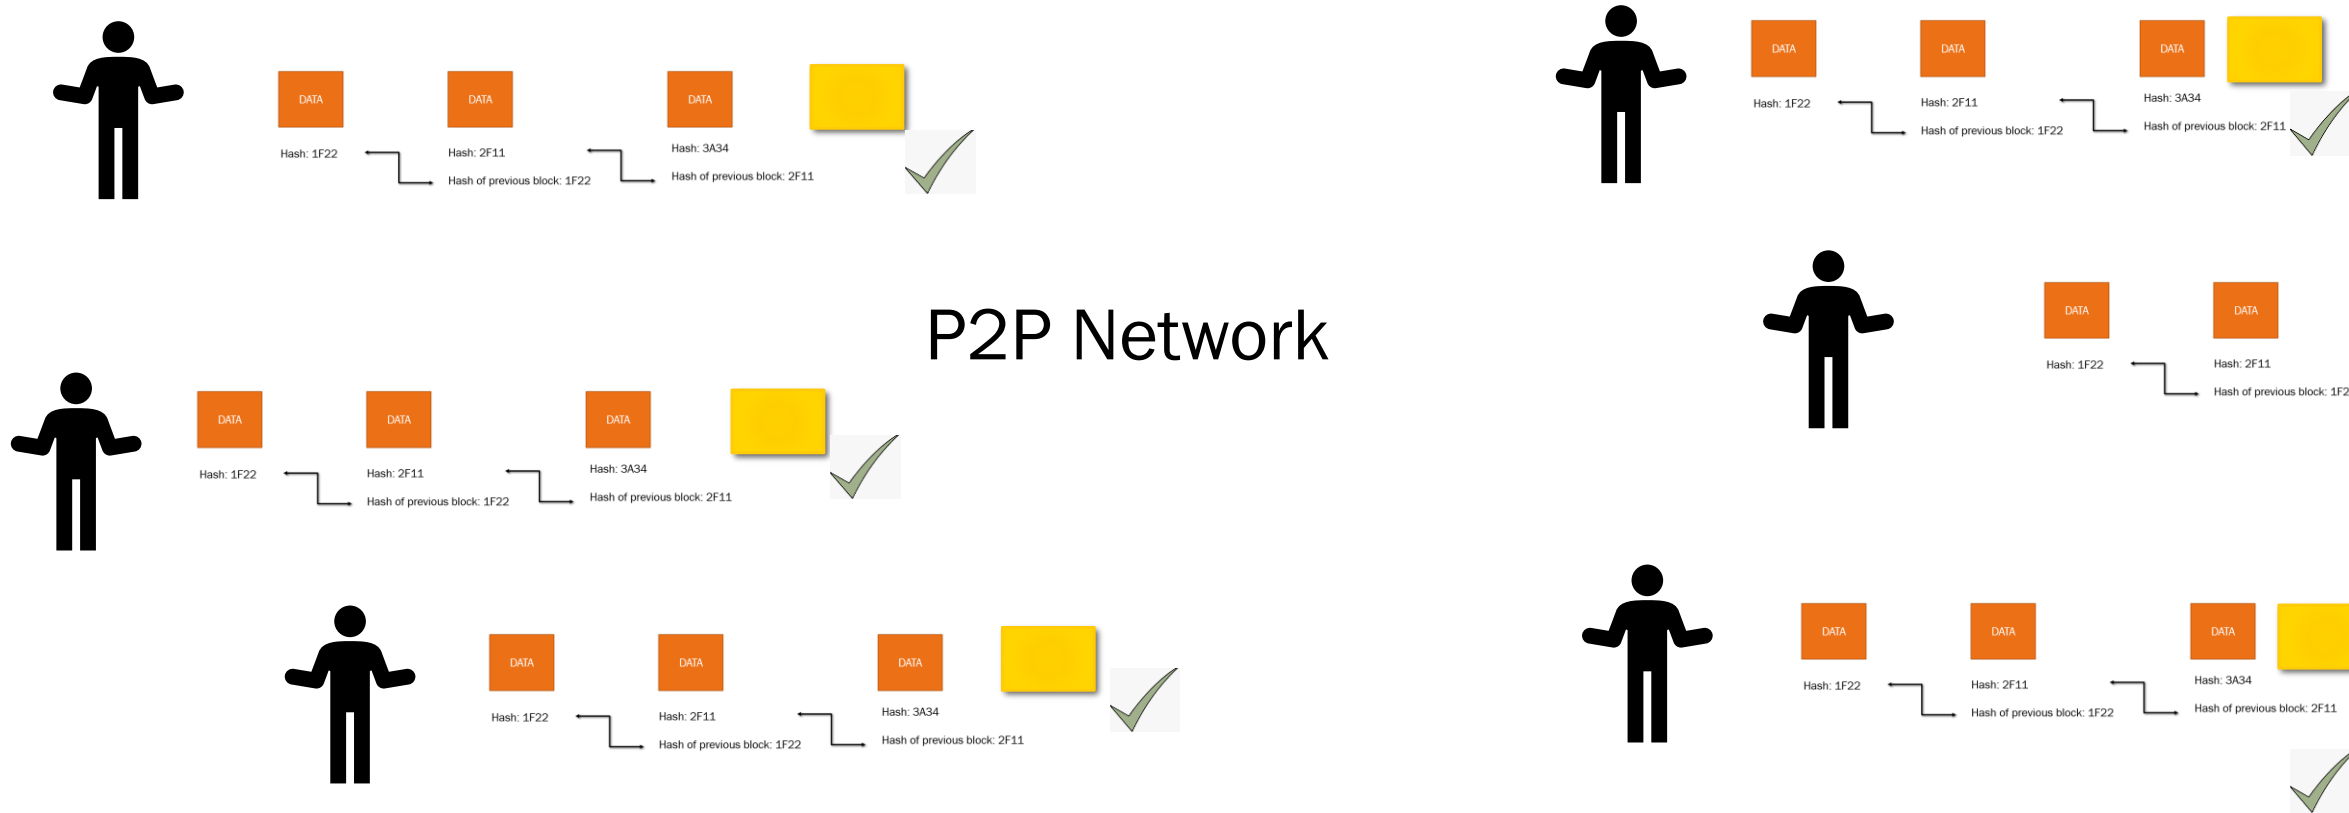 DATA
DATA
DATA
Hash: 1F22
Hash: 2F11
Hash: 3A34
Hash of previous block: 1F22
Hash of previous block: 2F11
DATA
DATA
DATA
Hash: 1F22
Hash: 2F11
Hash: 3A34
Hash of previous block: 1F22
Hash of previous block: 2F11
P2P Network
DATA
DATA
Hash: 1F22
Hash: 2F11
Hash of previous block: 1F2
DATA
DATA
DATA
Hash: 1F22
Hash: 2F11
Hash: 3A34
Hash of previous block: 1F22
Hash of previous block: 2F11
DATA
DATA
DATA
Hash: 1F22
Hash: 2F11
Hash: 3A34
Hash of previous block: 1F22
Hash of previous block: 2F11
DATA
DATA
DATA
Hash: 1F22
Hash: 2F11
Hash: 3A34
Hash of previous block: 1F22
Hash of previous block: 2F11